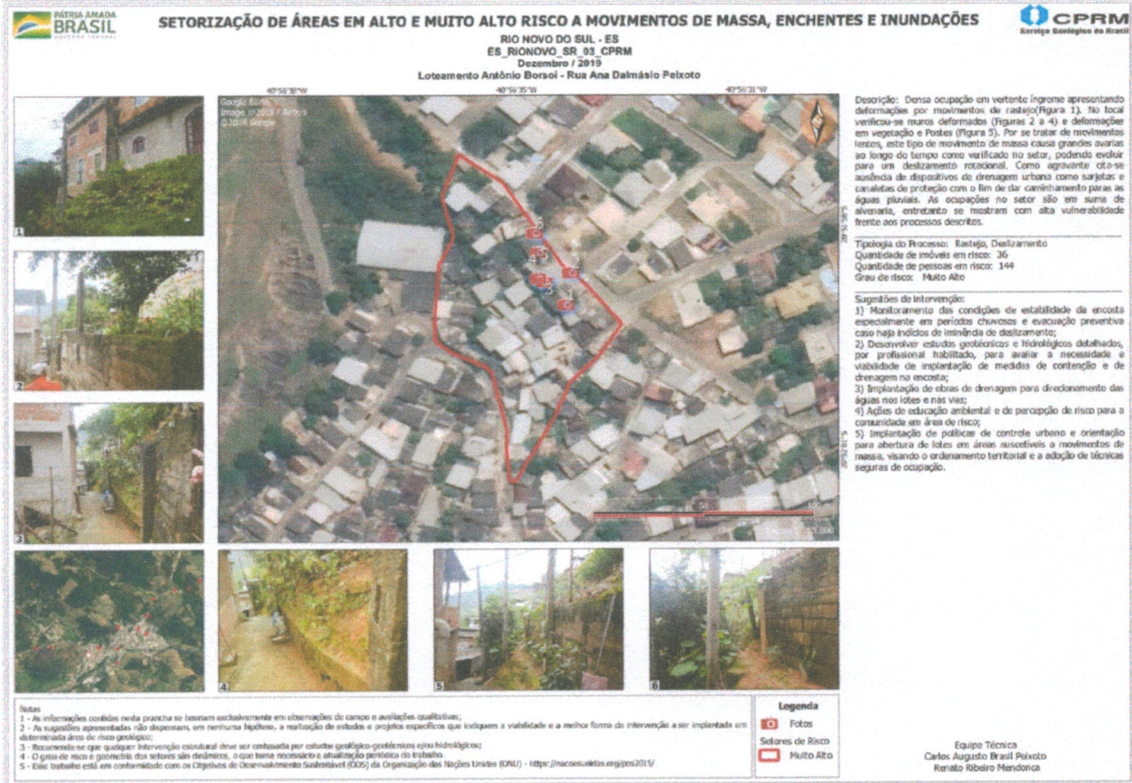 PÁTRIA AMADA
BRASIL
GOVERNO FEDERAL
SETORIZAÇÃO DE ÁREAS EM ALTO E MUITO ALTO RISCO A MOVIMENTOS DE MASSA, ENCHENTES E INUNDAÇÕES
RIO NOVO DO SUL - ES
ES_RIONOVO_SR_03_CPRM
Dezembro / 2019
Loteamento Antônio Borsoi - Rua Ana Dalmásio Peixoto
CPRM
Serviço Geológico do Brasil
40°56'35"W
40°56'31"W
Google Earth
1
2
3
4
5
6
Descrição: Densa ocupação em vertente íngreme apresentando
deformações por movimentos de rastejo(Figura 1). No local
verificou-se muros deformados (Figuras 2 a 4) e deformações
em vegetação e Postes (Figura 5). Por se tratar de movimentos
lentos, este tipo de movimento de massa causa grandes avarias
ao longo do tempo como verificado no setor, podendo evoluir
para um deslizamento rotacional. Como agravante cita-se
ausência de dispositivos de drenagem urbana como sarjetas e
canaletas de proteção com o fim de dar caminhamento paras as
águas pluviais. As ocupações no setor são em suma de
alvenaria, entretanto se mostram com alta vulnerabilidade
frente aos processos descritos.
Tipologia do Processo: Rastejo, Deslizamento
Quantidade de imóveis em risco: 36
Quantidade de pessoas em risco: 144
Grau de risco: Muito Alto
Sugestões de Intervenção:
1) Monitoramento das condições de estabilidade da encosta
especialmente em períodos chuvosos e evacuação preventiva
caso haja indícios de iminência de deslizamento;
2) Desenvolver estudos geotécnicos e hidrológicos detalhados,
por profissional habilitado, para avaliar a necessidade e
viabilidade de implantação de medidas de contenção e de
drenagem na encosta;
3) Implantação de obras de drenagem para direcionamento das
águas nos lotes e nas vias;
4) Ações de educação ambiental e de percepção de risco para a
comunidade em área de risco;
5) Implantação de políticas de controle urbano e orientação
para abertura de lotes em áreas suscetíveis a movimentos de
massa, visando o ordenamento territorial e a adoção de técnicas
seguras de ocupação.
Notas
1 - As informações contidas nesta prancha se baseiam exclusivamente em observações de campo e avaliações qualitativas;
2 - As sugestões apresentadas não dispensam, em nenhuma hipótese, a realização de estudos e projetos específicos que indiquem a viabilidade e a melhor forma de intervenção a ser implantada em
determinada área de risco geológico;
3 - Recomenda-se que qualquer intervenção estrutural deve ser embasada por estudos geológico-geotécnicos e/ou hidrológicos;
4 - O grau de risco e geometria dos setores são dinâmicos, o que torna necessário a atualização periódica do trabalho.
5 - Esse trabalho está em conformidade com os Objetivos de Desenvolvimento Sustentável (ODS) da Organização das Nações Unidas (ONU) - https://nacoesunidas.org/pos2015/
Legenda
Fotos
Setores de Risco
Muito Alto
Equipe Técnica
Carlos Augusto Brasil Peixoto
Renato Ribeiro Mendonça